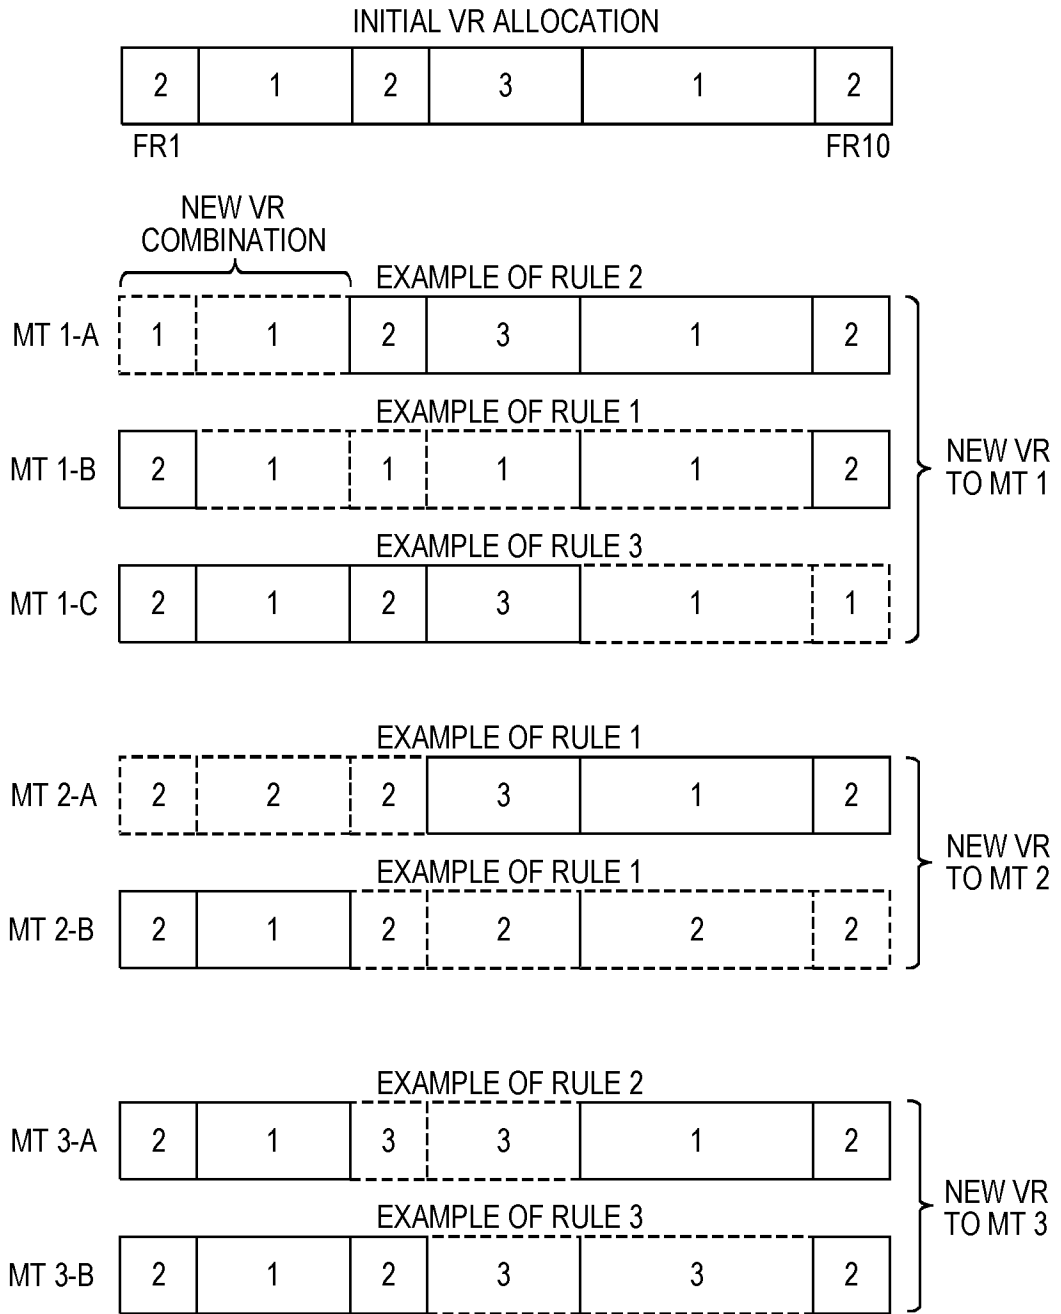 INITIAL VR ALLOCATION
2 1 2 3 1 2
FR1 FR10
NEW VR
COMBINATION
EXAMPLE OF RULE 2
MT 1-A 1 1 2 3 1 2
EXAMPLE OF RULE 1
MT 1-B 2 1 1 1 1 2
NEW VR
TO MT 1
EXAMPLE OF RULE 3
MT 1-C 2 1 2 3 1 1
EXAMPLE OF RULE 1
MT 2-A 2 2 2 3 1 2
NEW VR
TO MT 2
EXAMPLE OF RULE 1
MT 2-B 2 1 2 2 2 2
EXAMPLE OF RULE 2
MT 3-A 2 1 3 3 1 2
NEW VR
TO MT 3
EXAMPLE OF RULE 3
MT 3-B 2 1 2 3 3 2